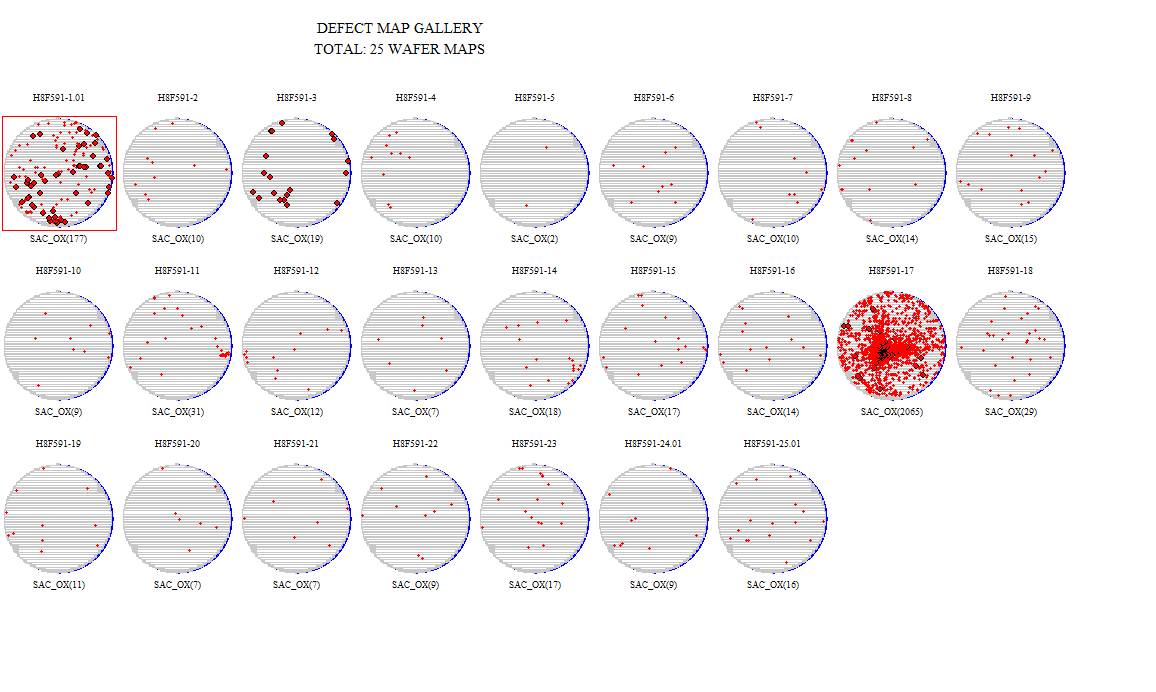 DEFECT MAP GALLERY
TOTAL: 25 WAFER MAPS
H8F591-1.01 H8F591-2 H8F591-3 H8F591-4 H8F591-5 H8F591-6 H8F591-7 H8F591-8 H8F591-9
SAC_OX(177) SAC_OX(10) SAC_OX(19) SAC_OX(10) SAC_OX(2) SAC_OX(9) SAC_OX(10) SAC_OX(14) SAC_OX(15)
H8F591-10 H8F591-11 H8F591-12 H8F591-13 H8F591-14 H8F591-15 H8F591-16 H8F591-17 H8F591-18
SAC_OX(9) SAC_OX(31) SAC_OX(12) SAC_OX(7) SAC_OX(18) SAC_OX(17) SAC_OX(14) SAC_OX(2065) SAC_OX(29)
H8F591-19 H8F591-20 H8F591-21 H8F591-22 H8F591-23 H8F591-24.01 H8F591-25.01
SAC_OX(11) SAC_OX(7) SAC_OX(7) SAC_OX(9) SAC_OX(17) SAC_OX(9) SAC_OX(16)